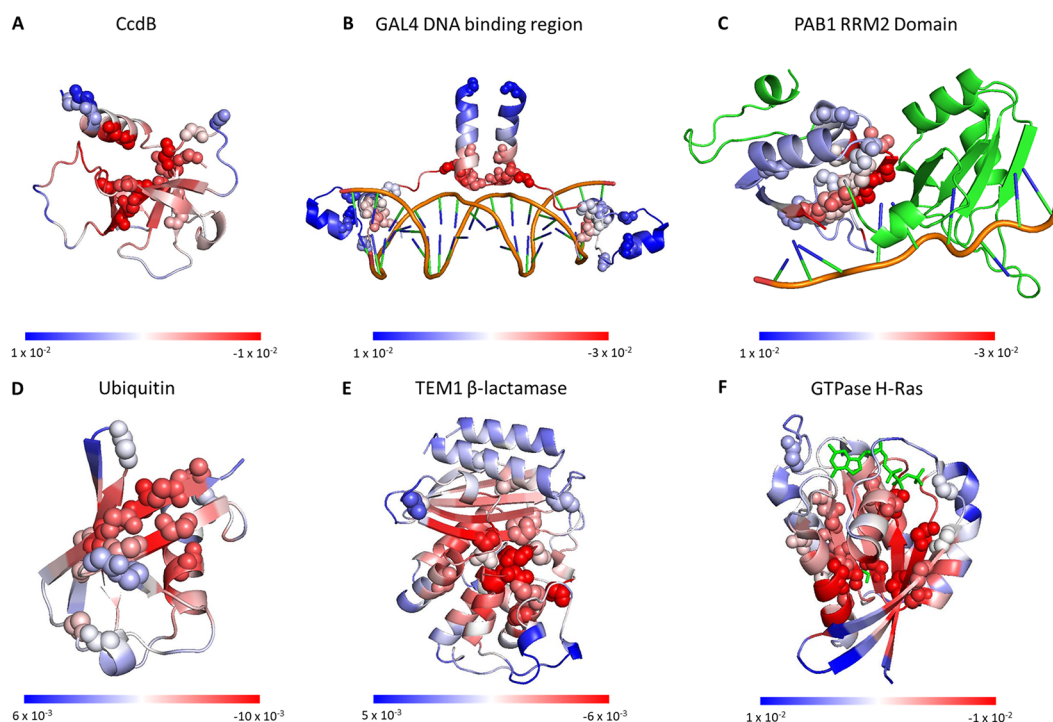 A CcdB
B GAL4 DNA binding region
C PAB1 RRM2 Domain
1 x 10⁻² -1 x 10⁻²
1 x 10⁻² -3 x 10⁻²
1 x 10⁻² -3 x 10⁻²
D Ubiquitin
E TEM1 β-lactamase
F GTPase H-Ras
6 x 10⁻³ -10 x 10⁻³
5 x 10⁻³ -6 x 10⁻³
1 x 10⁻² -1 x 10⁻²